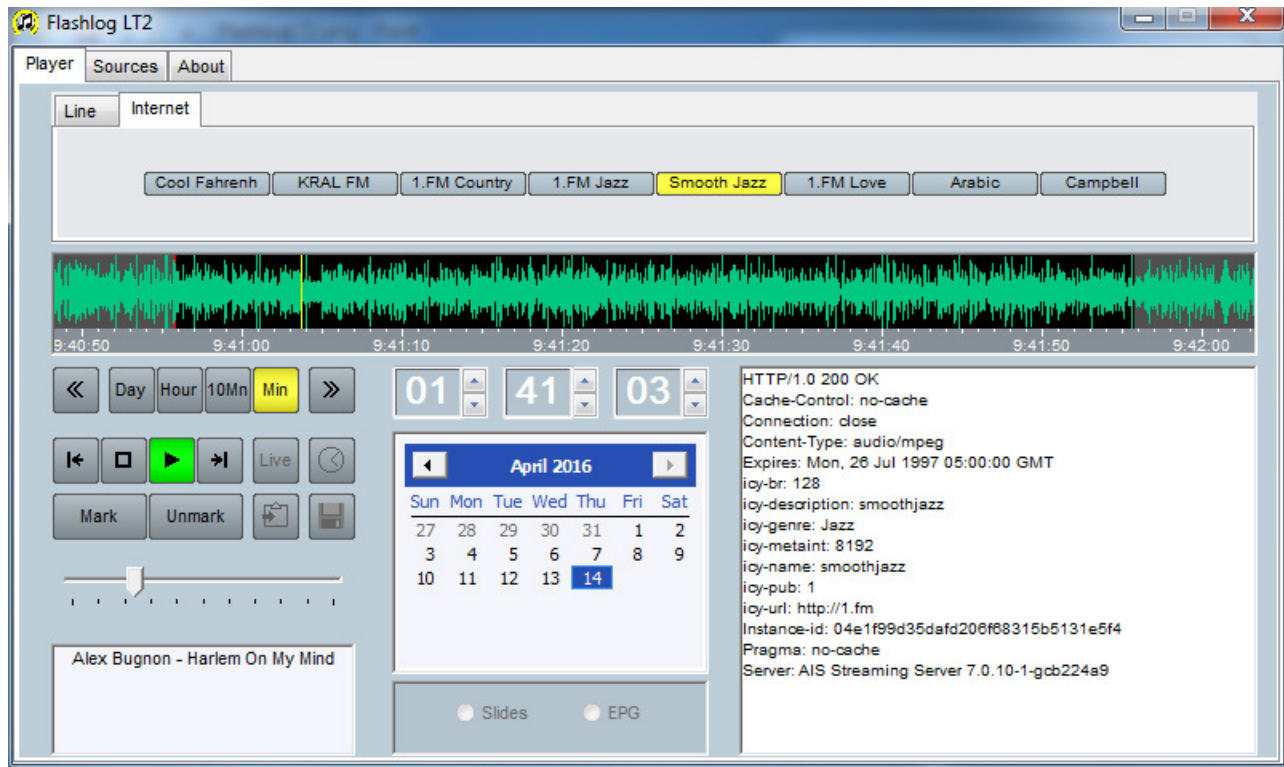 Flashlog LT2
Player Sources About
Line Internet
Cool Fahrenh KRAL FM 1.FM Country 1.FM Jazz Smooth Jazz 1.FM Love Arabic Campbell
9:40:50 9:41:00 9:41:10 9:41:20 9:41:30 9:41:40 9:41:50 9:42:00
Day Hour 10Mn Min
01 41 03
Live
Mark Unmark
Alex Bugnon - Harlem On My Mind
April 2016
Sun Mon Tue Wed Thu Fri Sat
27 28 29 30 31 1 2
3 4 5 6 7 8 9
10 11 12 13 14
Slides EPG
HTTP/1.0 200 OK
Cache-Control: no-cache
Connection: close
Content-Type: audio/mpeg
Expires: Mon, 26 Jul 1997 05:00:00 GMT
icy-br: 128
icy-description: smoothjazz
icy-genre: Jazz
icy-metaint: 8192
icy-name: smoothjazz
icy-pub: 1
icy-url: http://1.fm
Instance-id: 04e1f99d35dafd206f68315b5131e5f4
Pragma: no-cache
Server: AIS Streaming Server 7.0.10-1-gcb224a9